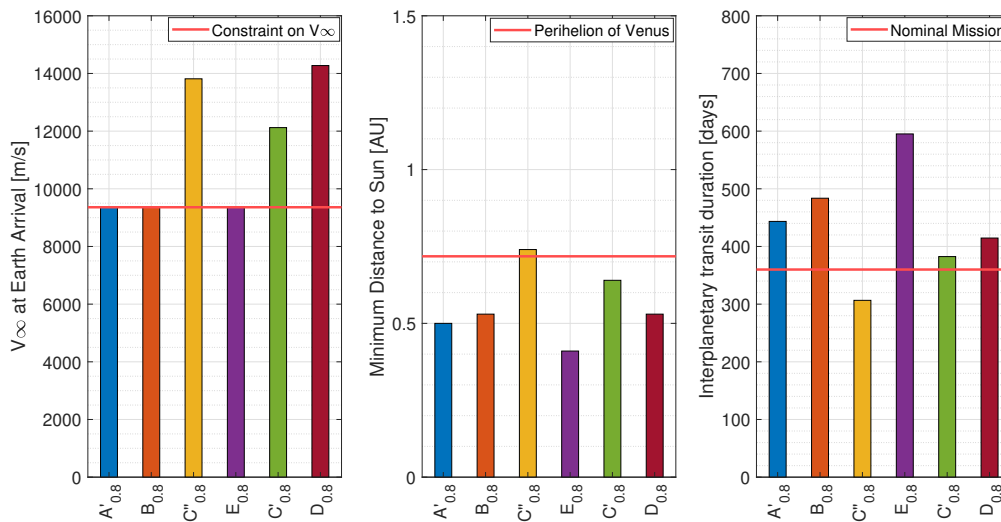 V∞ at Earth Arrival [m/s]
16000
14000
12000
10000
8000
6000
4000
2000
0
Constraint on V∞
A'0.8
B0.8
C"0.8
E0.8
C'0.8
D0.8
Minimum Distance to Sun [AU]
1.5
1
0.5
0
Perihelion of Venus
A'0.8
B0.8
C"0.8
E0.8
C'0.8
D0.8
Interplanetary transit duration [days]
800
700
600
500
400
300
200
100
0
Nominal Mission
A'0.8
B0.8
C"0.8
E0.8
C'0.8
D0.8